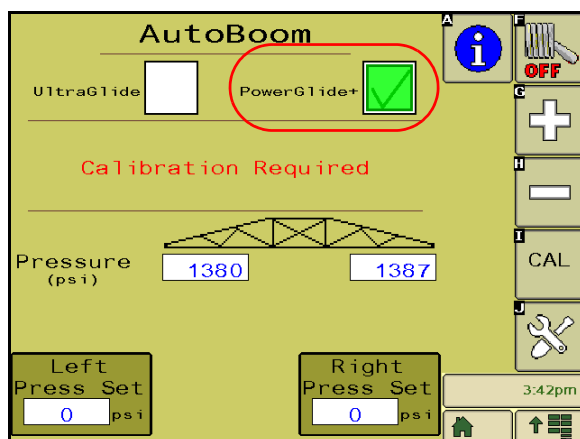 AutoBoom
A
F
OFF
UltraGlide
PowerGlide+
G
Calibration Required
H
I
CAL
Pressure
(psi)
1380
1387
J
Left
Press Set
0 psi
Right
Press Set
0 psi
3:42pm